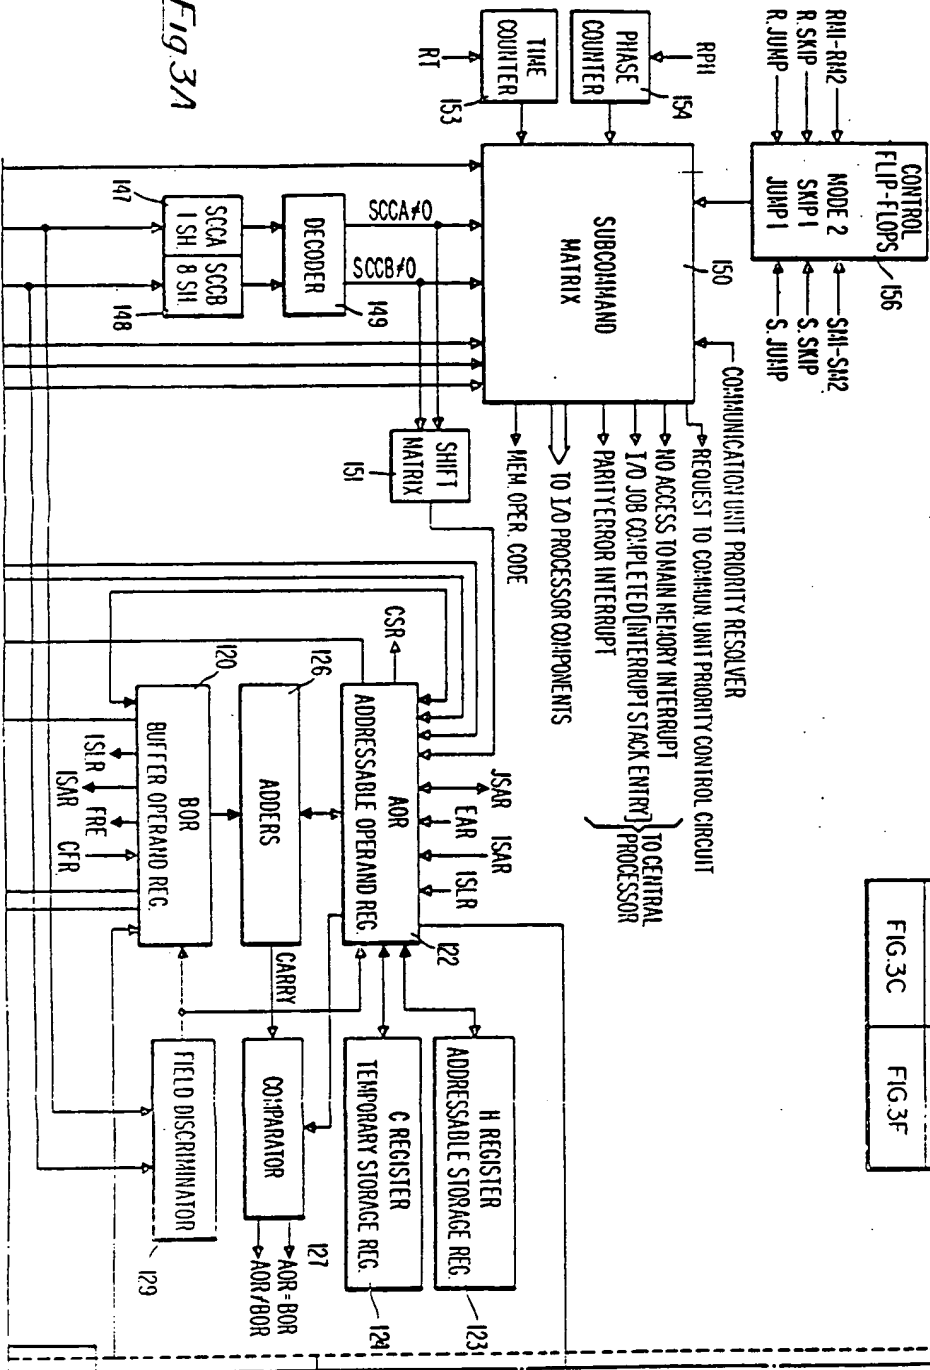 Fig. 3A
RM1-RM2
R.SKIP
R.JUMP
CONTROL
FLIP-FLOPS
MODE 2
SKIP 1
JUMP 1
156
SM1-SM2
S.SKIP
S.JUMP
RPH
PHASE
COUNTER
154
RT
TIME
COUNTER
153
SUBCOMMAND
MATRIX
150
COMMUNICATION UNIT PRIORITY RESOLVER
REQUEST TO COMMUN. UNIT PRIORITY CONTROL CIRCUIT
NO ACCESS TO MAIN MEMORY INTERRUPT
I/O JOB COMPLETED [INTERRUPT STACK ENTRY]
PARITY ERROR INTERRUPT
TO CENTRAL
PROCESSOR
TO I/O PROCESSOR COMPONENTS
MEM. OPER. CODE
SCCA≠0
SCCB≠0
DECODER
149
147
SCCA
1 SH.
SCCB
8 SH.
148
SHIFT
MATRIX
151
CSR
JSAR
EAR
ISAR
ISLR
AOR
ADDRESSABLE OPERAND REG.
122
126
ADDERS
CARRY
120
BOR
BUFFER OPERAND REG.
ISLR
ISAR
FRE
CFR
H REGISTER
ADDRESSABLE STORAGE REG.
123
C REGISTER
TEMPORARY STORAGE REG.
124
COMPARATOR
127
AOR = BOR
AOR≠BOR
FIELD DISCRIMINATOR
129
FIG.3C
FIG.3F